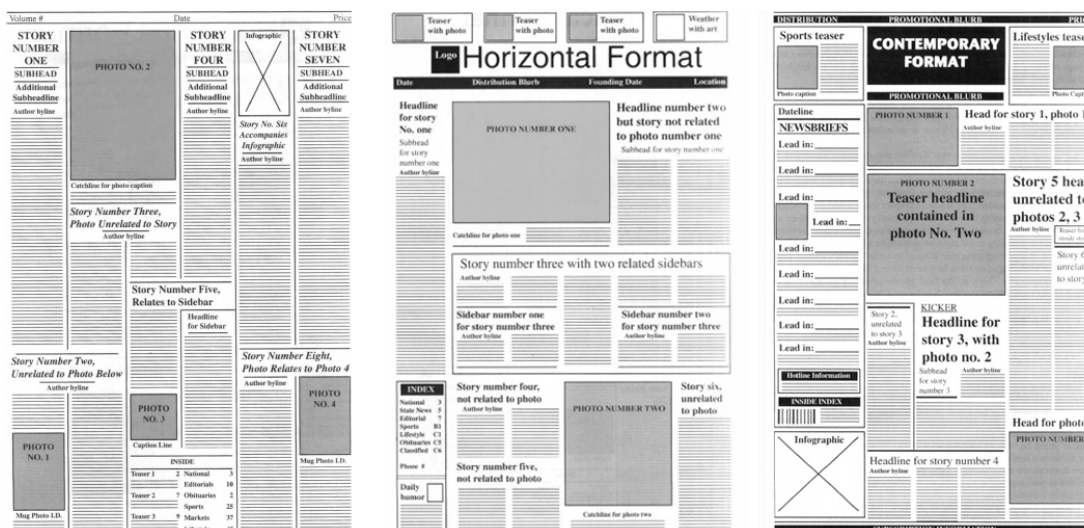 Volume # Date Price
STORY
NUMBER
ONE
SUBHEAD
Additional
Subheadline
Author byline
PHOTO NO. 2
Catchline for photo caption
STORY
NUMBER
FOUR
SUBHEAD
Additional
Subheadline
Author byline
Infographic
Story No. Six
Accompanies
Infographic
Author byline
STORY
NUMBER
SEVEN
SUBHEAD
Additional
Subheadline
Author byline
Story Number Three,
Photo Unrelated to Story
Author byline
Story Number Five,
Relates to Sidebar
Headline
for Sidebar
Story Number Two,
Unrelated to Photo Below
Author byline
PHOTO
NO. 1
Mug Photo I.D.
PHOTO
NO. 3
Caption Line
Story Number Eight,
Photo Relates to Photo 4
Author byline
PHOTO
NO. 4
Mug Photo I.D.
INSIDE
Teaser 1 2 National 3
Editorials 10
Teaser 2 7 Obituaries 2
Sports 25
Teaser 3 9 Markets 37
Teaser
with photo
Teaser
with photo
Teaser
with photo
Weather
with art
Logo Horizontal Format
Date Distribution Blurb Founding Date Location
Headline
for story
No. one
Subhead
for story
number one
Author byline
PHOTO NUMBER ONE
Catchline for photo one
Headline number two
but story not related
to photo number one
Subhead for story number one
Story number three with two related sidebars
Author byline
Sidebar number one
for story number three
Author byline
Sidebar number two
for story number three
Author byline
INDEX
National 3
State News 5
Editorial 7
Sports B1
Lifestyle C1
Obituaries C5
Classified C6
Phone #
Daily
humor
Story number four,
not related to photo
Author byline
Story number five,
not related to photo
PHOTO NUMBER TWO
Catchline for photo two
Story six,
unrelated
to photo
DISTRIBUTION PROMOTIONAL BLURB PRI
Sports teaser
Photo caption
CONTEMPORARY
FORMAT
PROMOTIONAL BLURB
Lifestyles tease
Photo Capt
Dateline
NEWSBRIEFS
Lead in:
Lead in:
Lead in:
Lead in:
Lead in:
Lead in:
Lead in:
Lead in:
Lead in:
Hotline Information
INSIDE INDEX
Infographic
PHOTO NUMBER 1
Head for story 1, photo 1
Author byline
PHOTO NUMBER 2
Teaser headline
contained in
photo No. Two
Story 5 hea
unrelated to
photos 2, 3
Author byline
Story 6
unrelat
to story
Story 2,
unrelated
to story 3
Author byline
KICKER
Headline for
story 3, with
photo no. 2
Subhead
for story
number 3
Author byline
Headline for story number 4
Author byline
Head for photo
PHOTO NUMBER